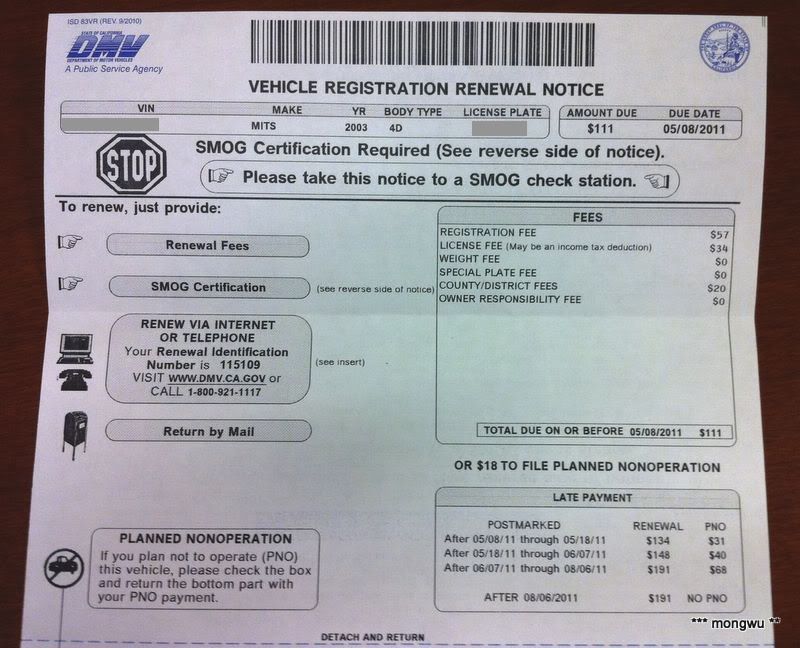 ISD 83VR (REV. 9/2010)
STATE OF CALIFORNIA
DMV
DEPARTMENT OF MOTOR VEHICLES
A Public Service Agency
VEHICLE REGISTRATION RENEWAL NOTICE
VIN MAKE YR BODY TYPE LICENSE PLATE AMOUNT DUE DUE DATE
MITS 2003 4D $111 05/08/2011
STOP
SMOG Certification Required (See reverse side of notice).
Please take this notice to a SMOG check station.
To renew, just provide:
Renewal Fees
SMOG Certification (see reverse side of notice)
RENEW VIA INTERNET
OR TELEPHONE
Your Renewal Identification
Number is 115109
VISIT WWW.DMV.CA.GOV or
CALL 1-800-921-1117
(see insert)
Return by Mail
FEES
REGISTRATION FEE $57
LICENSE FEE (May be an income tax deduction) $34
WEIGHT FEE $0
SPECIAL PLATE FEE $0
COUNTY/DISTRICT FEES $20
OWNER RESPONSIBILITY FEE $0
TOTAL DUE ON OR BEFORE 05/08/2011 $111
OR $18 TO FILE PLANNED NONOPERATION
LATE PAYMENT
POSTMARKED RENEWAL PNO
After 05/08/11 through 05/18/11 $134 $31
After 05/18/11 through 06/07/11 $148 $40
After 06/07/11 through 08/06/11 $191 $68
AFTER 08/06/2011 $191 NO PNO
PLANNED NONOPERATION
If you plan not to operate (PNO)
this vehicle, please check the box
and return the bottom part with
your PNO payment.
DETACH AND RETURN
*** mongwu **